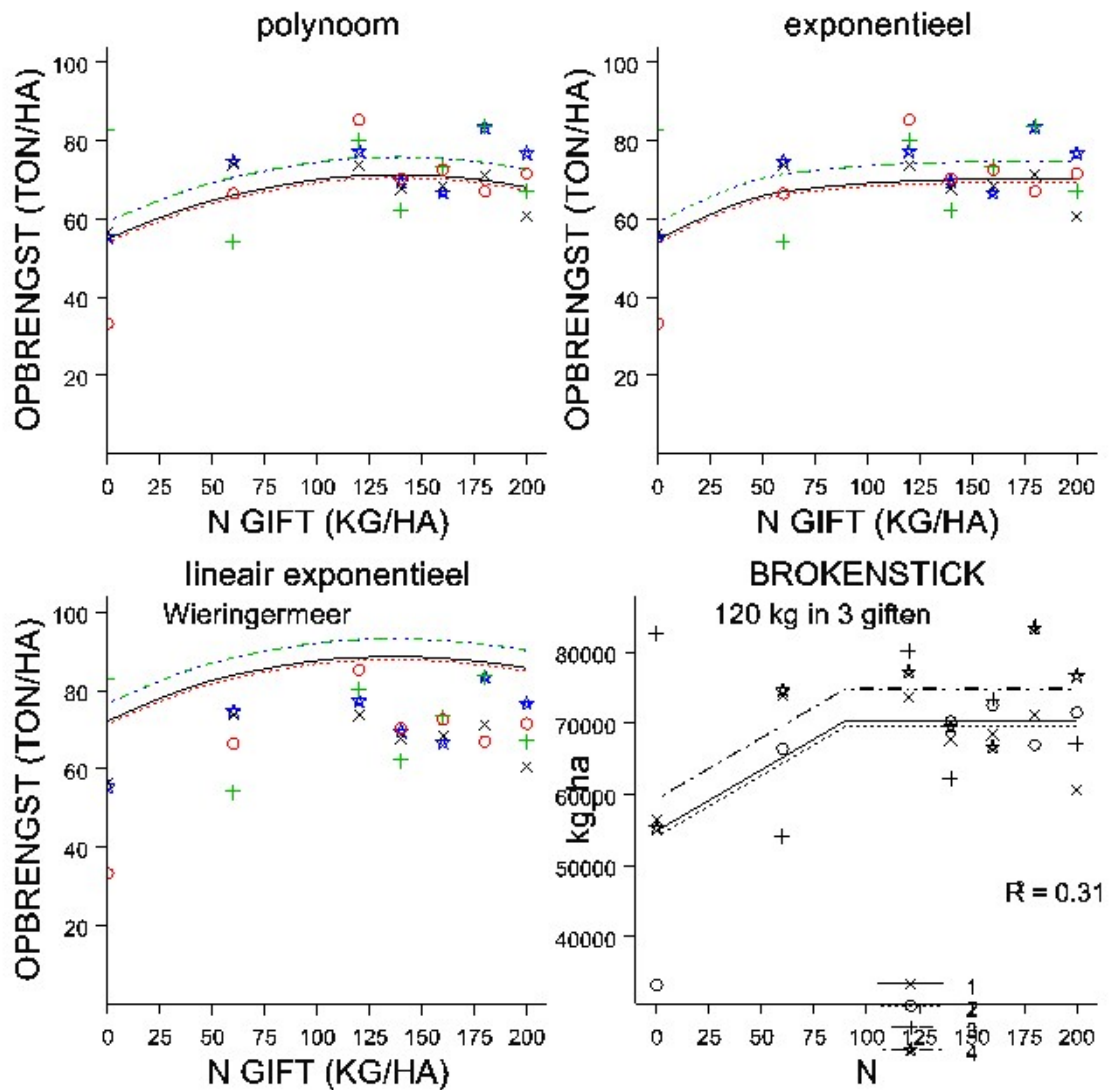 polynoom
OPBRENGST (TON/HA)
100
80
60
40
20
0 25 50 75 100 125 150 175 200
N GIFT (KG/HA)
exponentieel
OPBRENGST (TON/HA)
100
80
60
40
20
0 25 50 75 100 125 150 175 200
N GIFT (KG/HA)
lineair exponentieel
Wieringermeer
OPBRENGST (TON/HA)
100
80
60
40
20
0 25 50 75 100 125 150 175 200
N GIFT (KG/HA)
BROKENSTICK
120 kg in 3 giften
kg_ha
80000
70000
60000
50000
40000
R² = 0.31
0 25 50 75 100 125 150 175 200
N
1
2
3
4